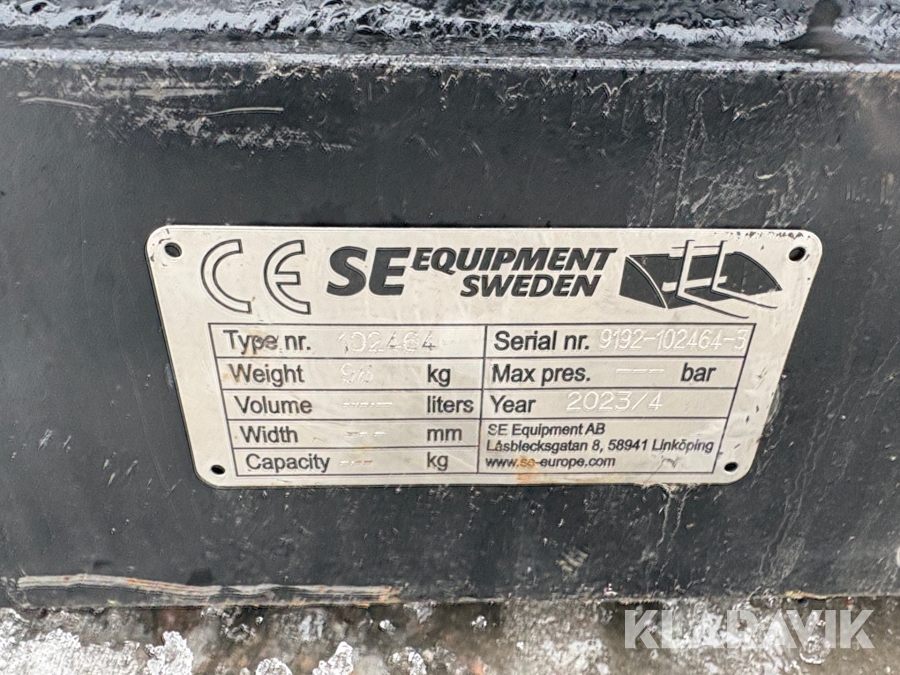 CE SE EQUIPMENT
SWEDEN
Type nr. 102464 Serial nr. 9192-102464-3
Weight kg Max pres. --- bar
Volume --- liters Year 2023/4
Width --- mm SE Equipment AB
Låsblecksgatan 8, 58941 Linköping
Capacity --- kg www.se-europe.com
KLARAVIK